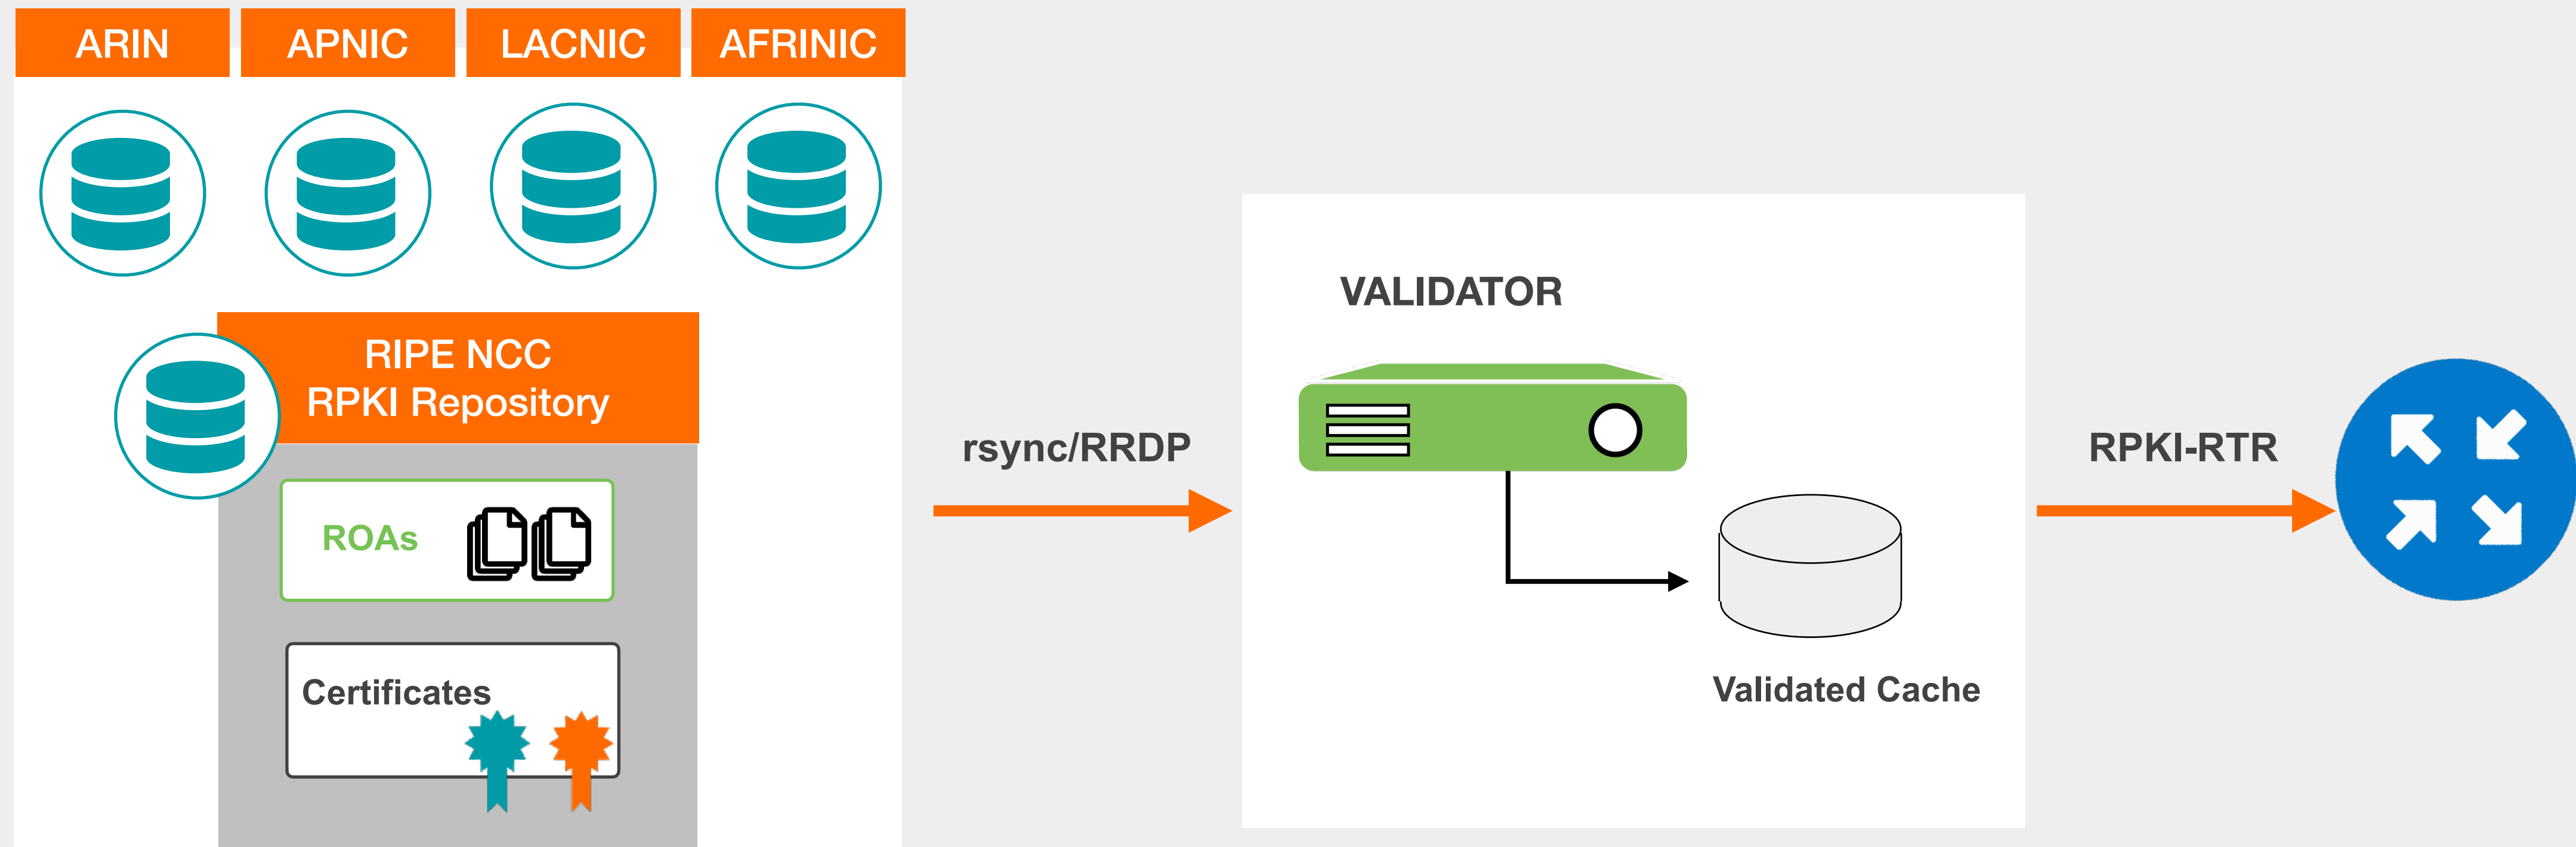 ARIN
APNIC
LACNIC
AFRINIC
RIPE NCC
RPKI Repository
ROAs
Certificates
rsync/RRDP
VALIDATOR
Validated Cache
RPKI-RTR